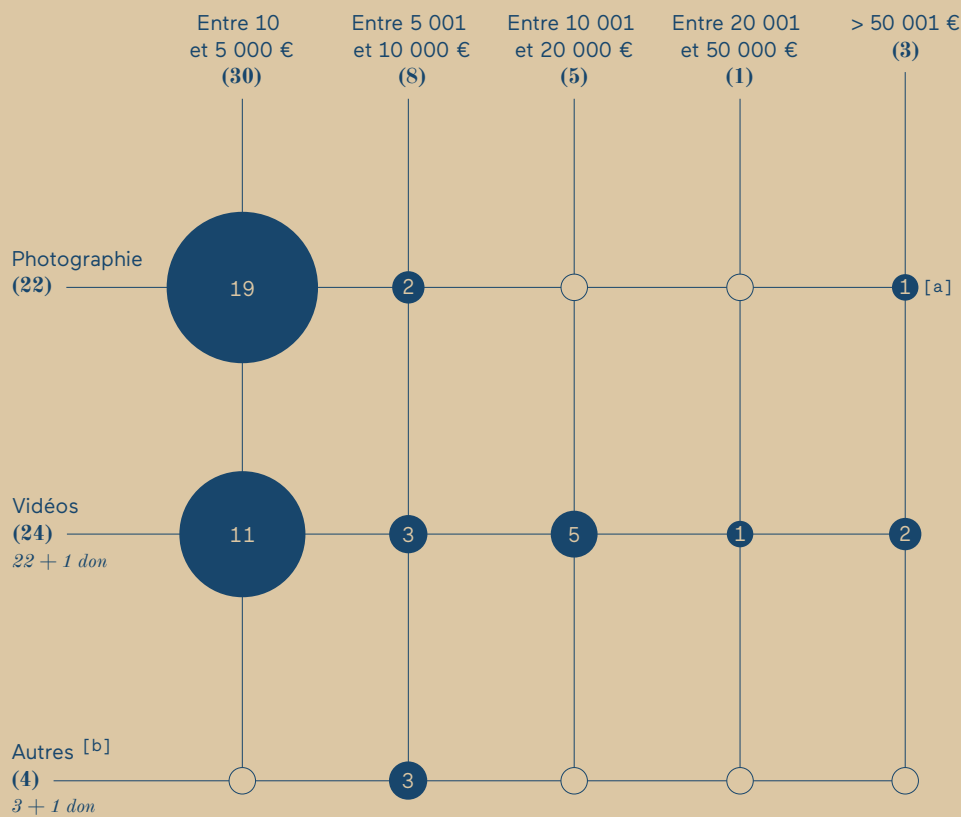 Entre 10
et 5 000 €
(30)
Entre 5 001
et 10 000 €
(8)
Entre 10 001
et 20 000 €
(5)
Entre 20 001
et 50 000 €
(1)
> 50 001 €
(3)
Photographie
(22)
19
2
1 [a]
Vidéos
(24)
22 + 1 don
11
3
5
1
2
Autres [b]
(4)
3 + 1 don
3